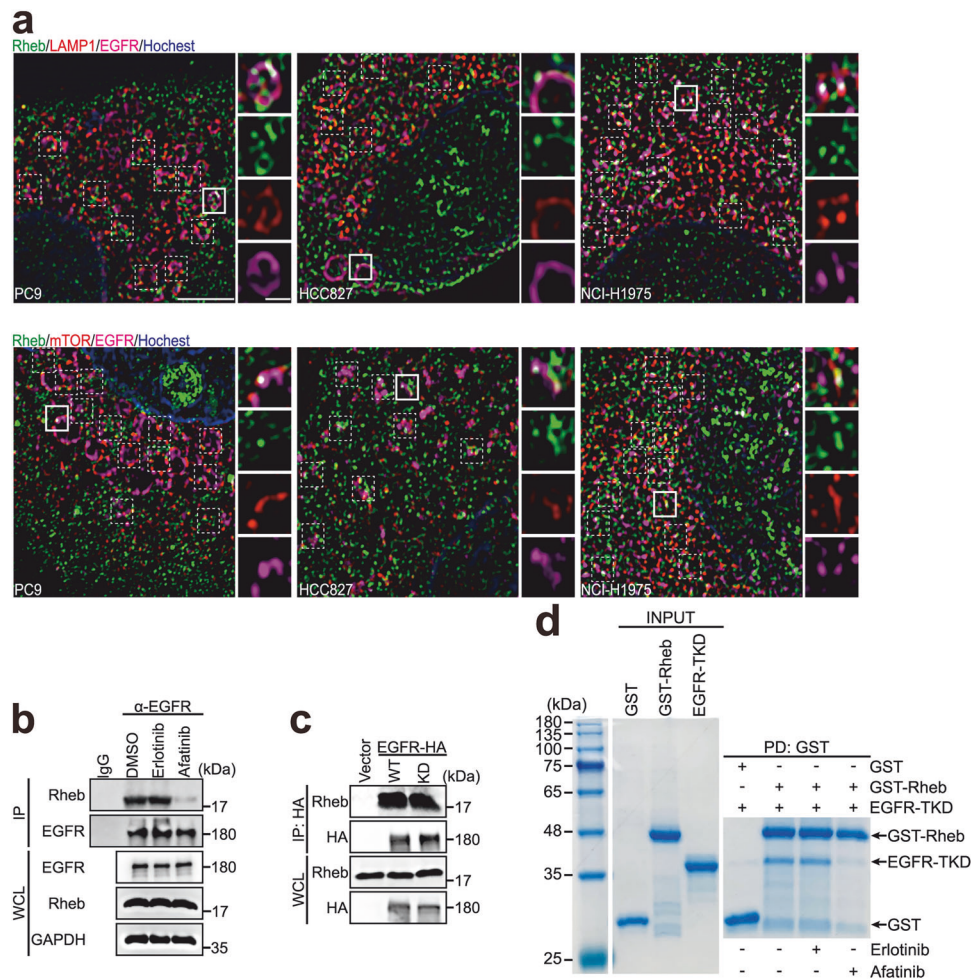 a
Rheb/LAMP1/EGFR/Hochest
PC9
HCC827
NCI-H1975
Rheb/mTOR/EGFR/Hochest
PC9
HCC827
NCI-H1975
b
α-EGFR
IgG
DMSO
Erlotinib
Afatinib
(kDa)
IP
Rheb
17
EGFR
180
WCL
EGFR
180
Rheb
17
GAPDH
35
c
EGFR-HA
Vector
WT
KD
(kDa)
IP: HA
Rheb
17
HA
180
WCL
Rheb
17
HA
180
d
INPUT
(kDa)
GST
GST-Rheb
EGFR-TKD
180
135
100
75
65
48
35
25
PD: GST
+ - - - GST
- + + + GST-Rheb
+ + + + EGFR-TKD
GST-Rheb
EGFR-TKD
GST
- - + - Erlotinib
- - - + Afatinib